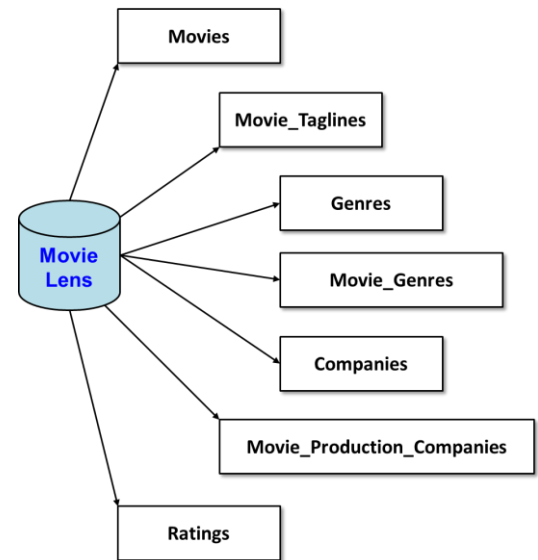 Movies
Movie_Taglines
Genres
Movie
Lens
Movie_Genres
Companies
Movie_Production_Companies
Ratings